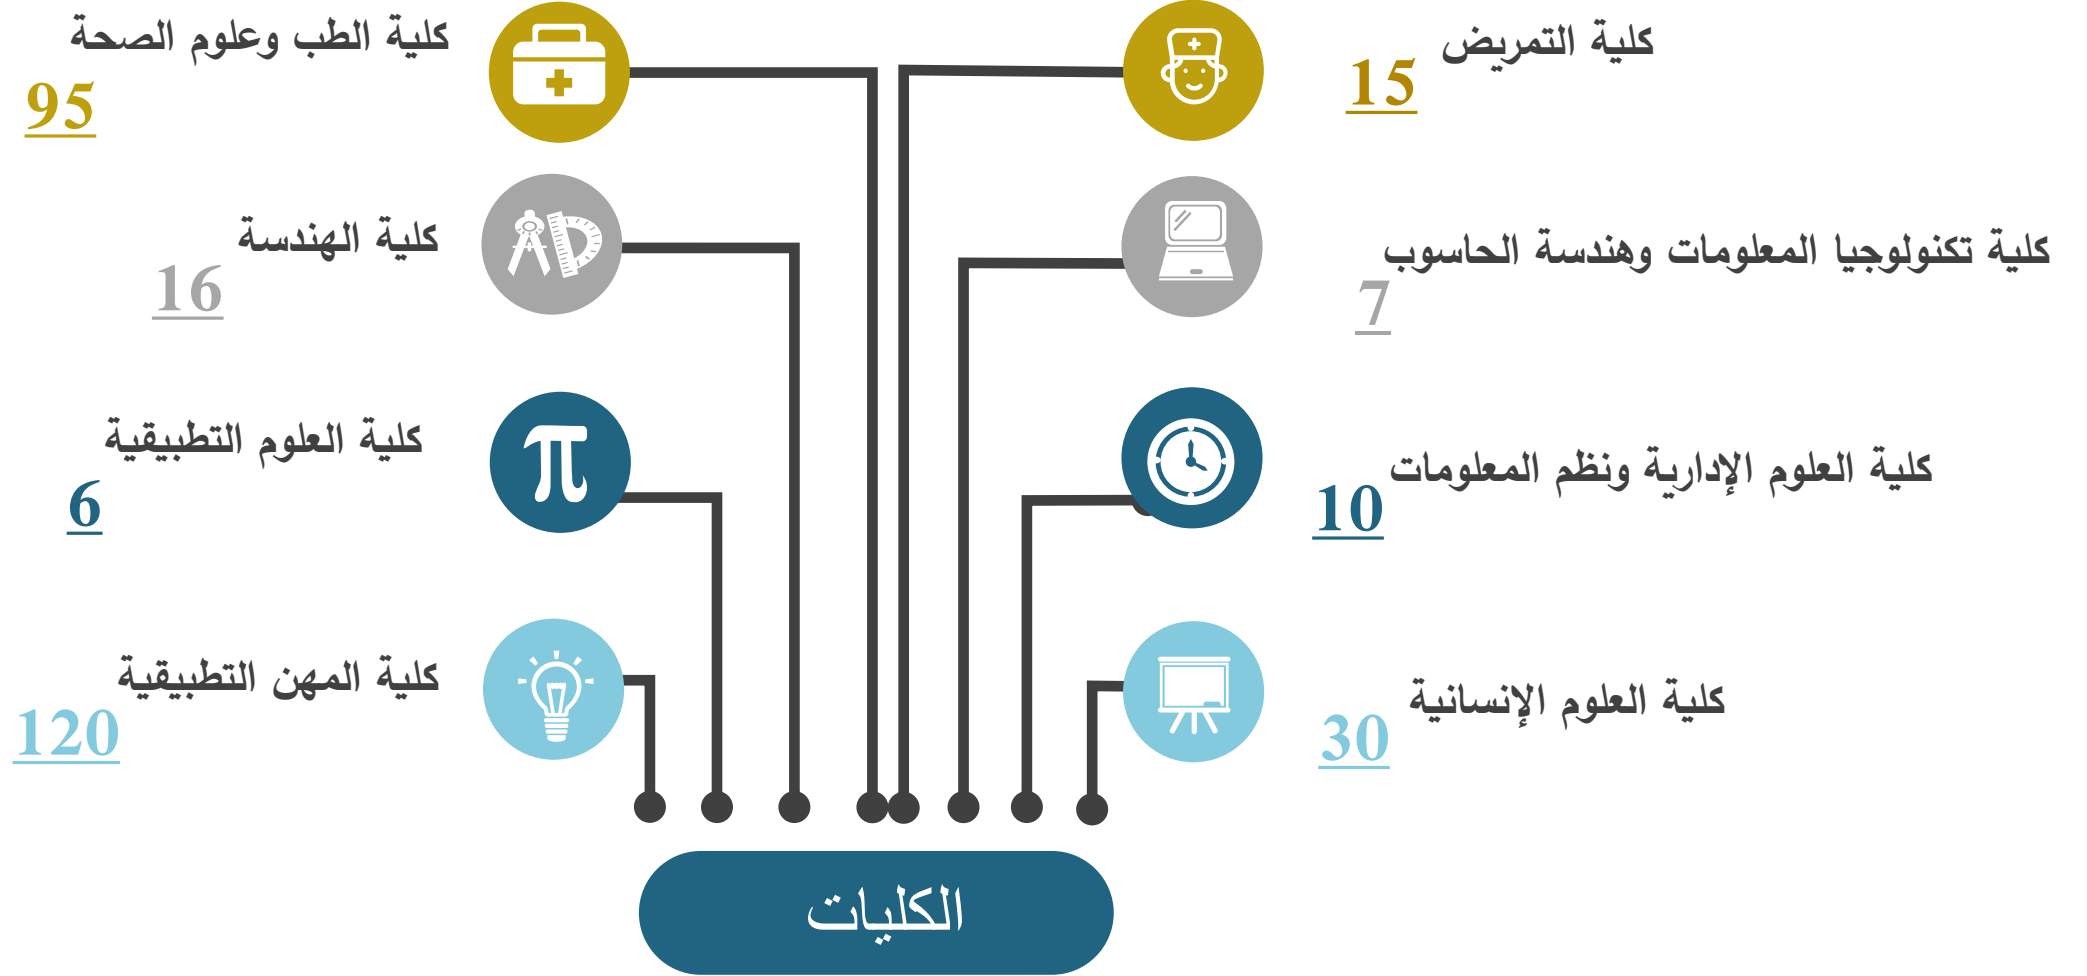 كلية التمريض
15
كلية الطب وعلوم الصحة
95
كلية تكنولوجيا المعلومات وهندسة الحاسوب
7
كلية الهندسة
16
كلية العلوم الإدارية ونظم المعلومات
10
كلية العلوم التطبيقية
6
كلية العلوم الإنسانية
30
كلية المهن التطبيقية
120
الكليات